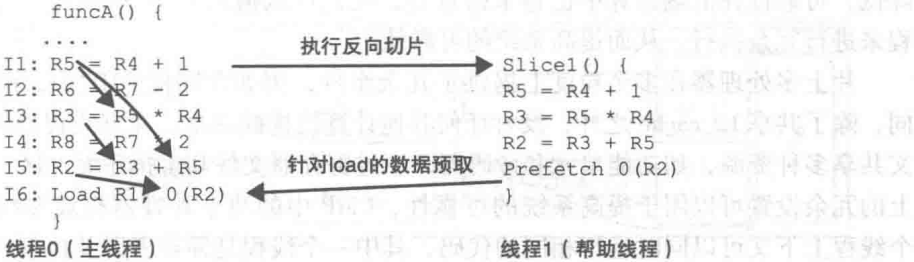 funcA() {
....
执行反向切片
I1: R5 = R4 + 1
Slice1() {
I2: R6 = R7 - 2
R5 = R4 + 1
I3: R3 = R5 * R4
R3 = R5 * R4
I4: R8 = R7 2
R2 = R3 + R5
I5: R2 = R3 + R5
针对load的数据预取
Prefetch 0(R2)
I6: Load R1, 0(R2)
}
}
线程0（主线程）
线程1（帮助线程）